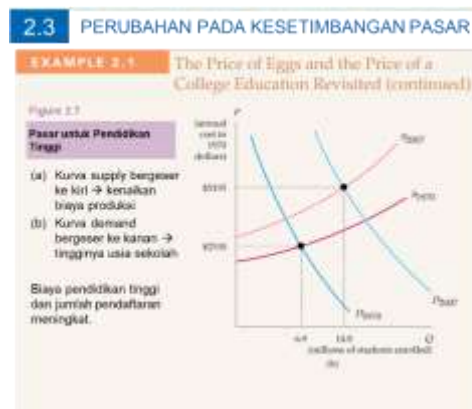 2.3 PERUBAHAN PADA KESETIMBANGAN PASAR
EXAMPLE 2.1
The Price of Eggs and the Price of a
College Education Revisited (continued)
Figure 2.7
Pasar untuk Pendidikan
Tinggi
(a) Kurva supply bergeser
ke kiri → kenaikan
biaya produksi
(b) Kurva demand
bergeser ke kanan →
tingginya usia sekolah
Biaya pendidikan tinggi
dan jumlah pendaftaran
meningkat.
P
(annual
cost in
1970
dollars)
Q
(millions of students enrolled)
(b)